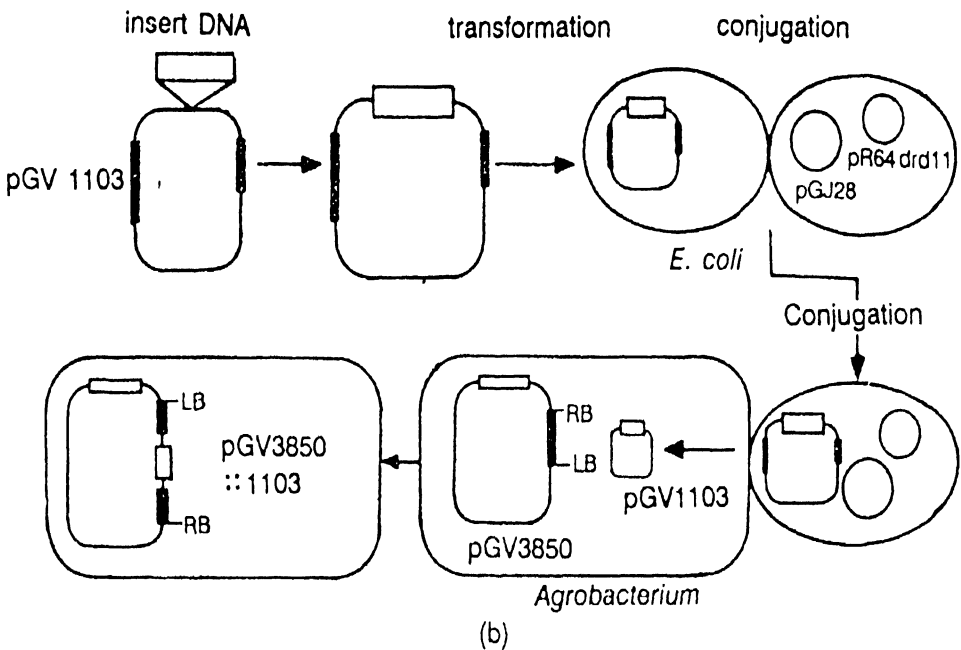 insert DNA
transformation
conjugation
pGV 1103
pR64 drd11
pGJ28
E. coli
Conjugation
LB
pGV3850
::1103
RB
RB
LB
pGV1103
pGV3850
Agrobacterium
(b)